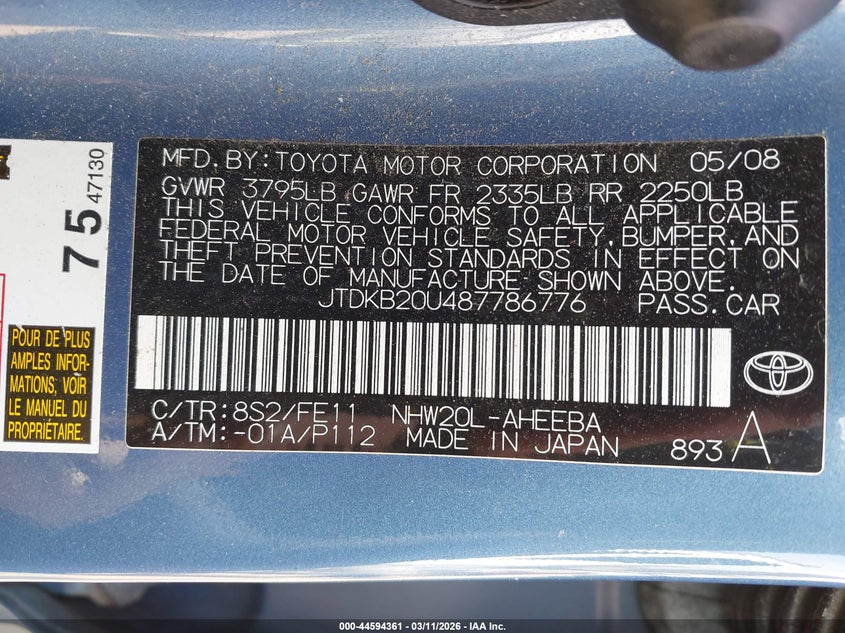 75 47130
POUR DE PLUS
AMPLES INFOR-
MATIONS, VOIR
LE MANUEL DU
PROPRIÉTAIRE.
MFD.BY:TOYOTA MOTOR CORPORATION 05/08
GVWR 3795LB GAWR FR 2335LB RR 2250LB
THIS VEHICLE CONFORMS TO ALL APPLICABLE
FEDERAL MOTOR VEHICLE SAFETY,BUMPER,AND
THEFT PREVENTION STANDARDS IN EFFECT ON
THE DATE OF MANUFACTURE SHOWN ABOVE.
JTDKB20U487786776 PASS.CAR
C/TR:8S2/FE11 NHW20L-AHEEBA
A/TM:-01A/P112 MADE IN JAPAN 893 A
000-44594361 - 03/11/2026 - IAA Inc.